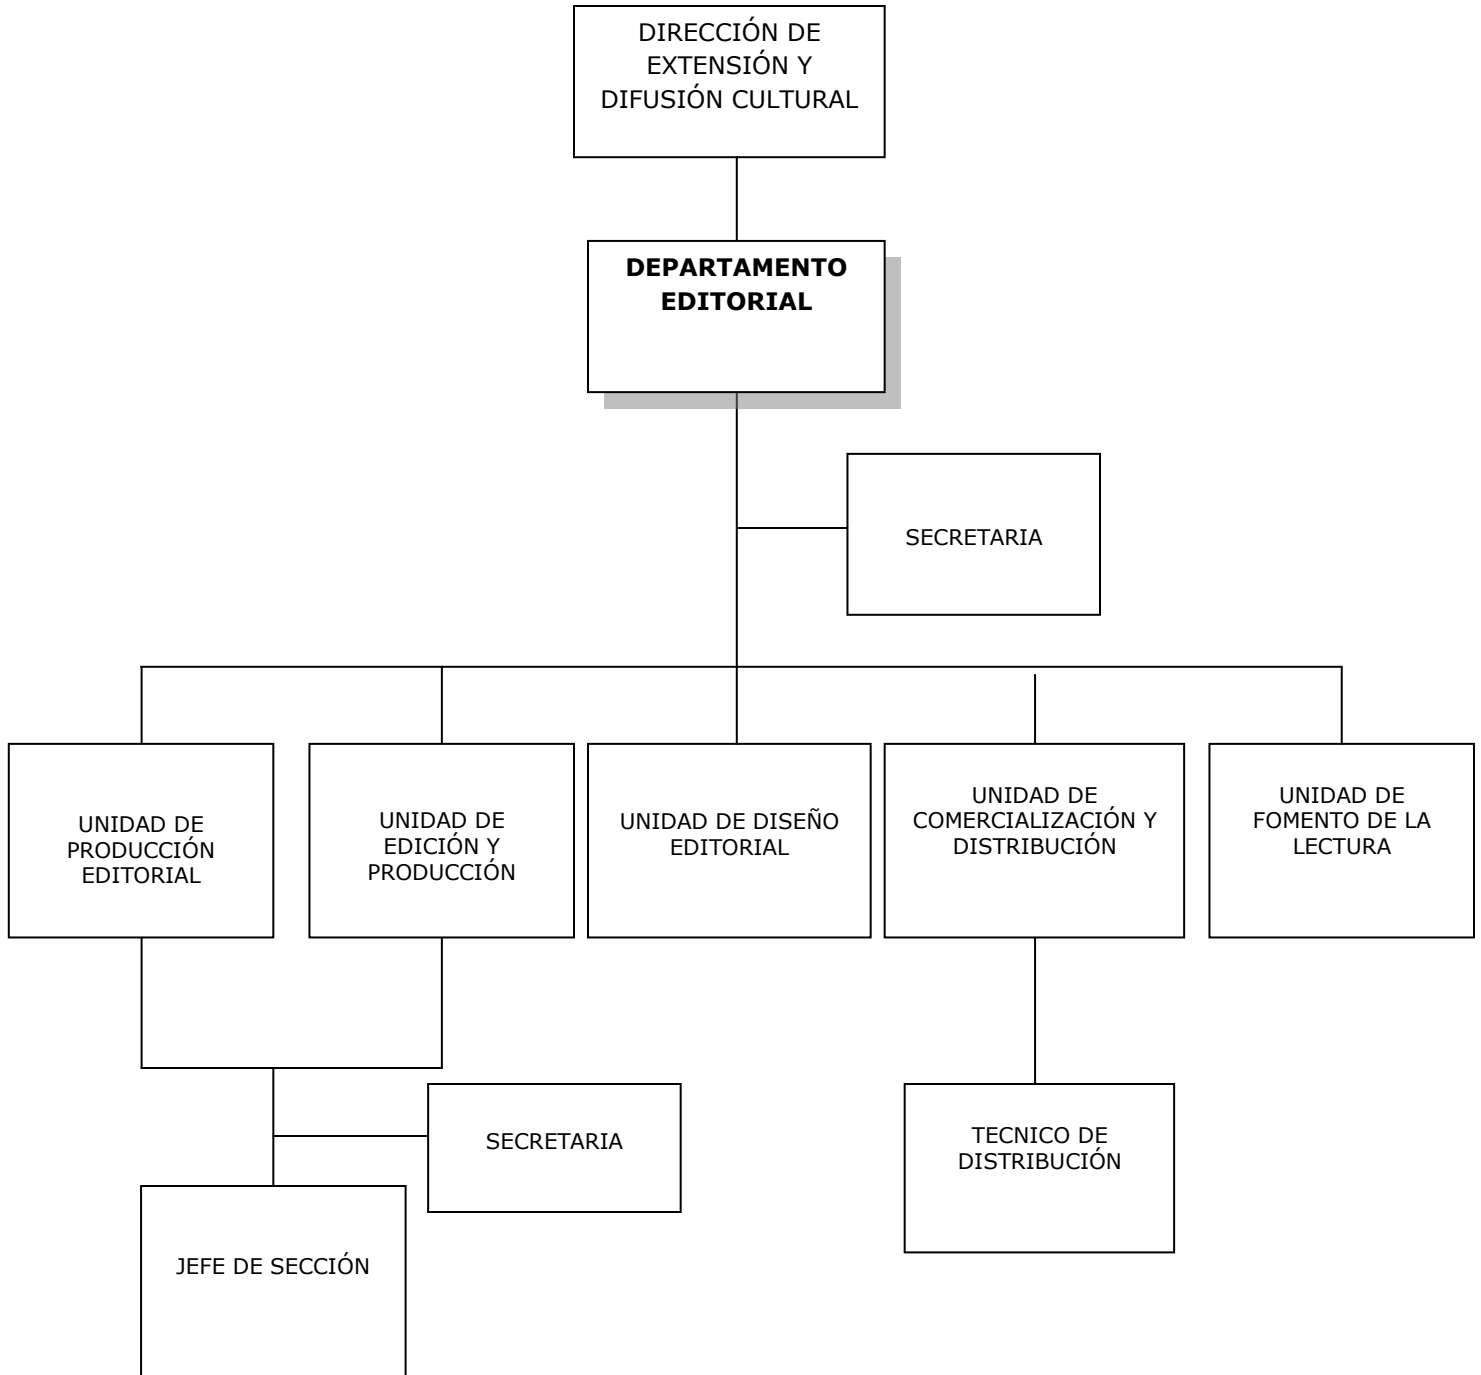 DIRECCIÓN DE
EXTENSIÓN Y
DIFUSIÓN CULTURAL
DEPARTAMENTO
EDITORIAL
SECRETARIA
UNIDAD DE
PRODUCCIÓN
EDITORIAL
UNIDAD DE
EDICIÓN Y
PRODUCCIÓN
UNIDAD DE DISEÑO
EDITORIAL
UNIDAD DE
COMERCIALIZACIÓN Y
DISTRIBUCIÓN
UNIDAD DE
FOMENTO DE LA
LECTURA
SECRETARIA
TECNICO DE
DISTRIBUCIÓN
JEFE DE SECCIÓN